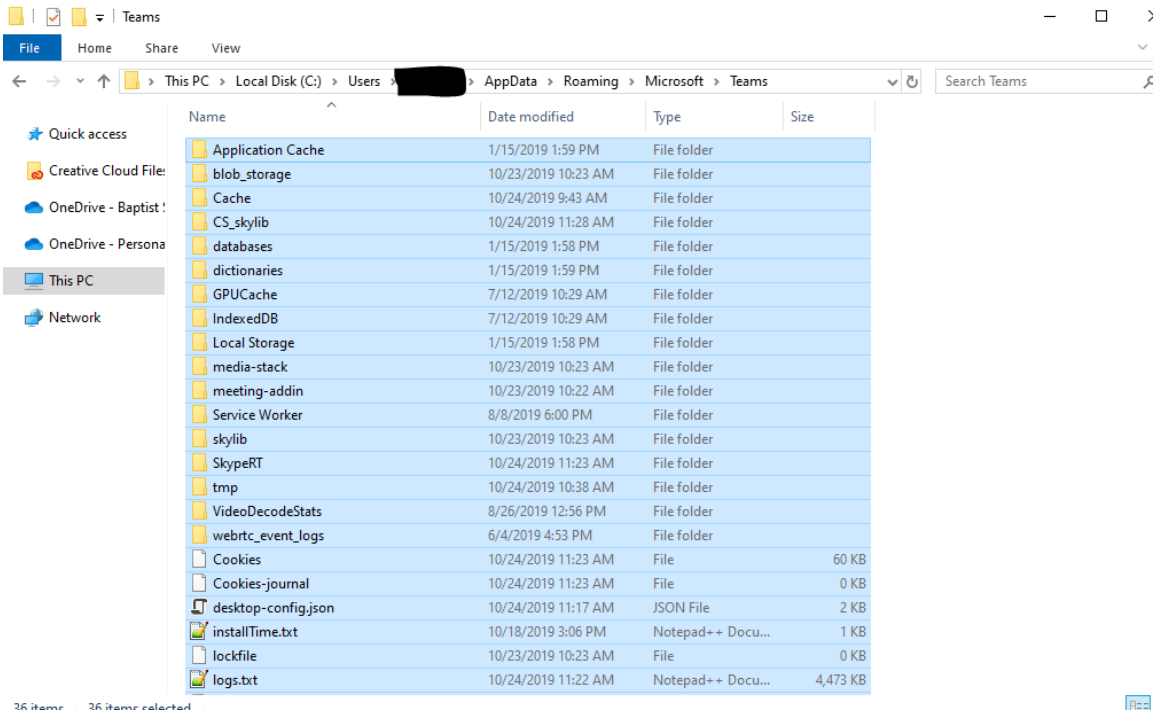 Teams
File Home Share View
This PC > Local Disk (C:) > Users > > AppData > Roaming > Microsoft > Teams Search Teams
Name Date modified Type Size
Quick access
Creative Cloud Files
OneDrive - Baptist
OneDrive - Persona
This PC
Network
Application Cache 1/15/2019 1:59 PM File folder
blob_storage 10/23/2019 10:23 AM File folder
Cache 10/24/2019 9:43 AM File folder
CS_skylib 10/24/2019 11:28 AM File folder
databases 1/15/2019 1:58 PM File folder
dictionaries 1/15/2019 1:59 PM File folder
GPUCache 7/12/2019 10:29 AM File folder
IndexedDB 7/12/2019 10:29 AM File folder
Local Storage 1/15/2019 1:58 PM File folder
media-stack 10/23/2019 10:23 AM File folder
meeting-addin 10/23/2019 10:22 AM File folder
Service Worker 8/8/2019 6:00 PM File folder
skylib 10/23/2019 10:23 AM File folder
SkypeRT 10/24/2019 11:23 AM File folder
tmp 10/24/2019 10:38 AM File folder
VideoDecodeStats 8/26/2019 12:56 PM File folder
webrtc_event_logs 6/4/2019 4:53 PM File folder
Cookies 10/24/2019 11:23 AM File 60 KB
Cookies-journal 10/24/2019 11:23 AM File 0 KB
desktop-config.json 10/24/2019 11:17 AM JSON File 2 KB
installTime.txt 10/18/2019 3:06 PM Notepad++ Docu... 1 KB
lockfile 10/23/2019 10:23 AM File 0 KB
logs.txt 10/24/2019 11:22 AM Notepad++ Docu... 4,473 KB
36 items 36 items selected